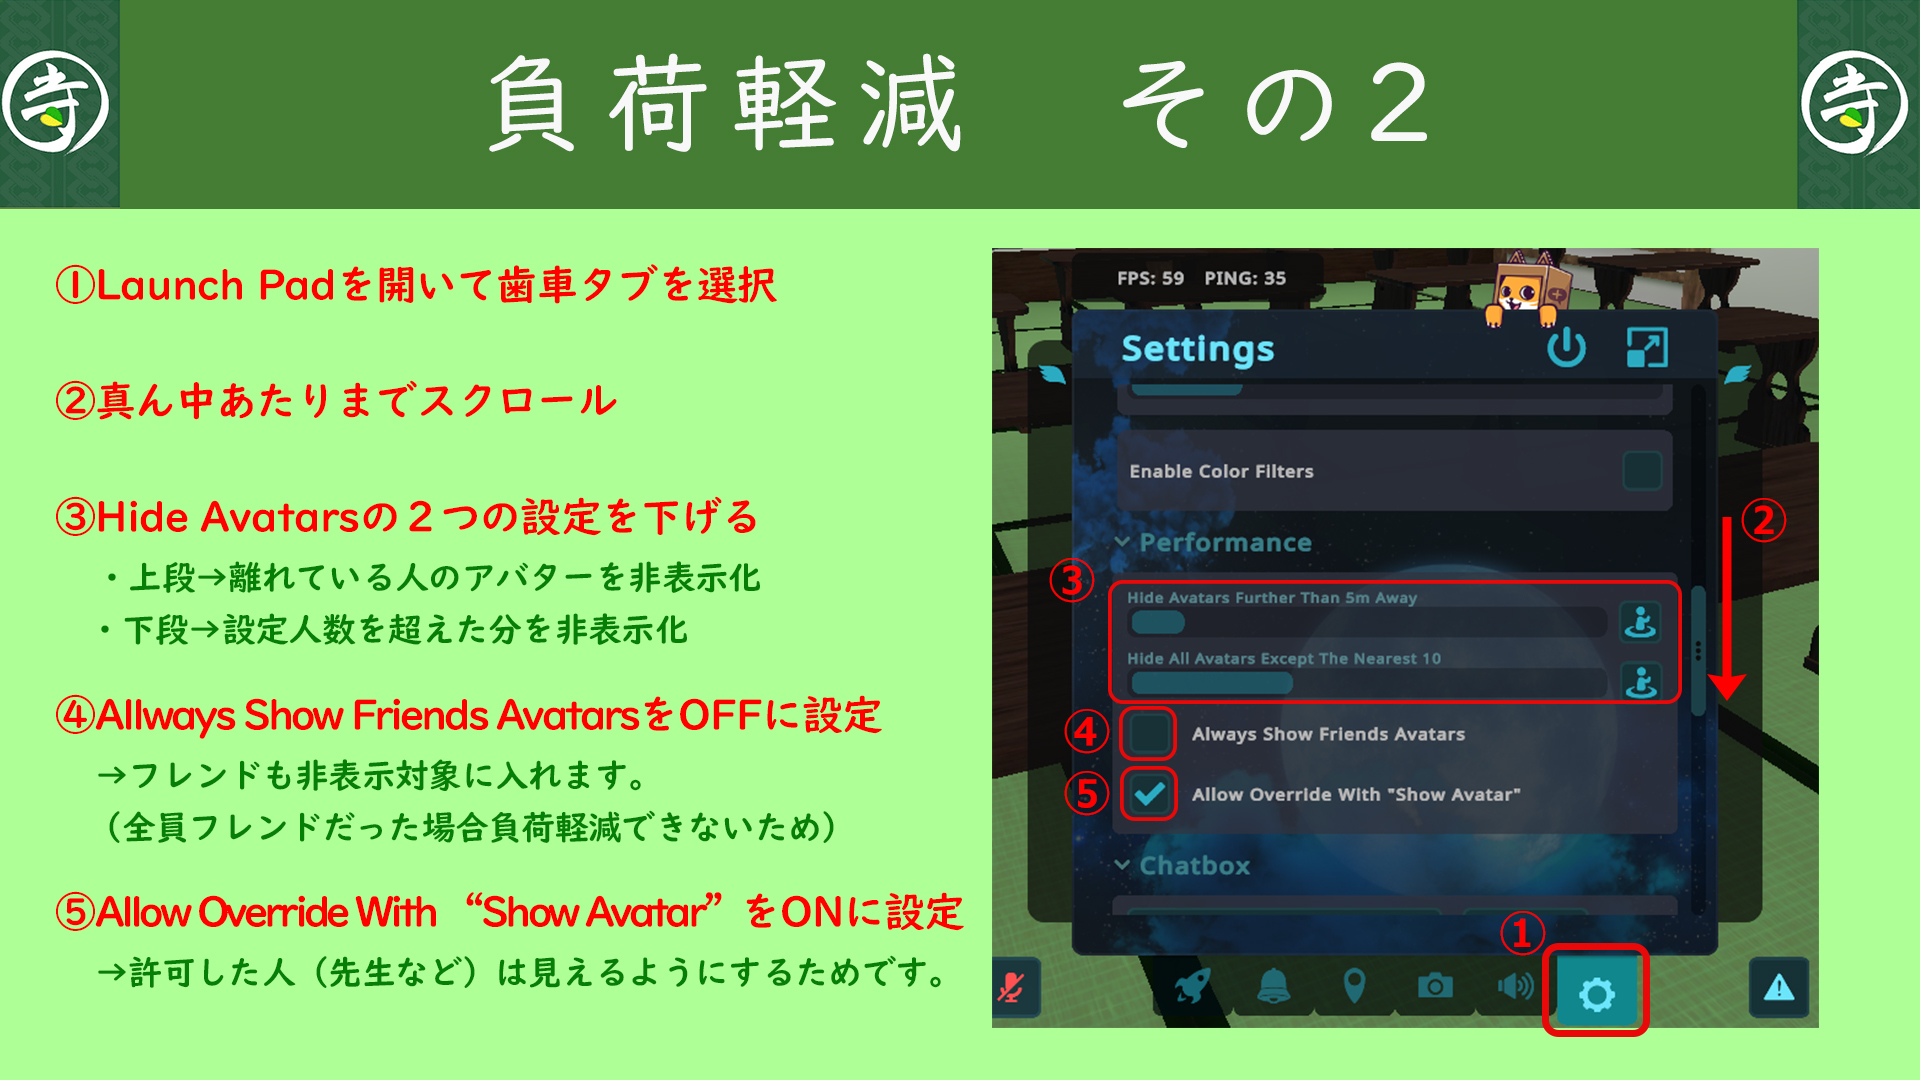 寺
負荷軽減　その２
寺
①Launch Padを開いて歯車タブを選択
②真ん中あたりまでスクロール
③Hide Avatarsの２つの設定を下げる
・上段→離れている人のアバターを非表示化
・下段→設定人数を超えた分を非表示化
④Allways Show Friends AvatarsをOFFに設定
→フレンドも非表示対象に入れます。
（全員フレンドだった場合負荷軽減できないため）
⑤Allow Override With “Show Avatar” をONに設定
→許可した人（先生など）は見えるようにするためです。
FPS: 59 PING: 35
Settings
Enable Color Filters
②
Performance
③
Hide Avatars Further Than 5m Away
Hide All Avatars Except The Nearest 10
④
Always Show Friends Avatars
⑤
Allow Override With "Show Avatar"
Chatbox
①